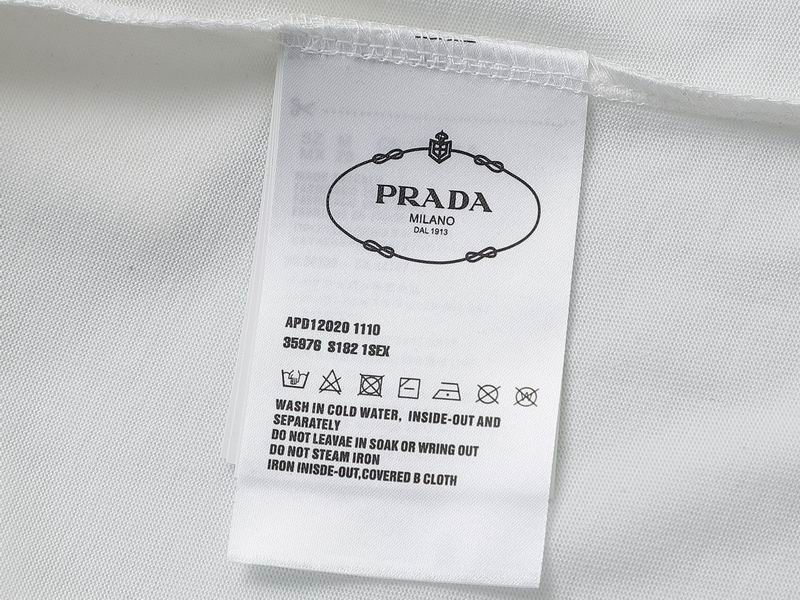 PRADA
MILANO
DAL 1913
APD12020 1110
35976 S182 1SEX
WASH IN COLD WATER, INSIDE-OUT AND
SEPARATELY
DO NOT LEAVAE IN SOAK OR WRING OUT
DO NOT STEAM IRON
IRON INISDE-OUT,COVERED B CLOTH